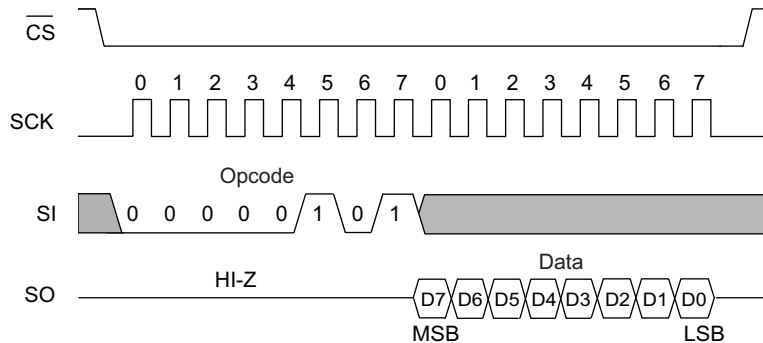 CS
0 1 2 3 4 5 6 7 0 1 2 3 4 5 6 7
SCK
Opcode
SI 0 0 0 0 0 1 0 1
Data
HI-Z
SO D7 D6 D5 D4 D3 D2 D1 D0
MSB LSB